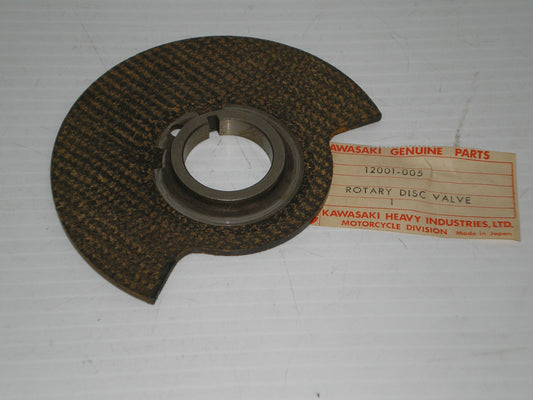 KAWASAKI GENUINE PARTS
12001-005
ROTARY DISC VALVE
1
KAWASAKI HEAVY INDUSTRIES, LTD.
MOTORCYCLE DIVISION Made in Japan